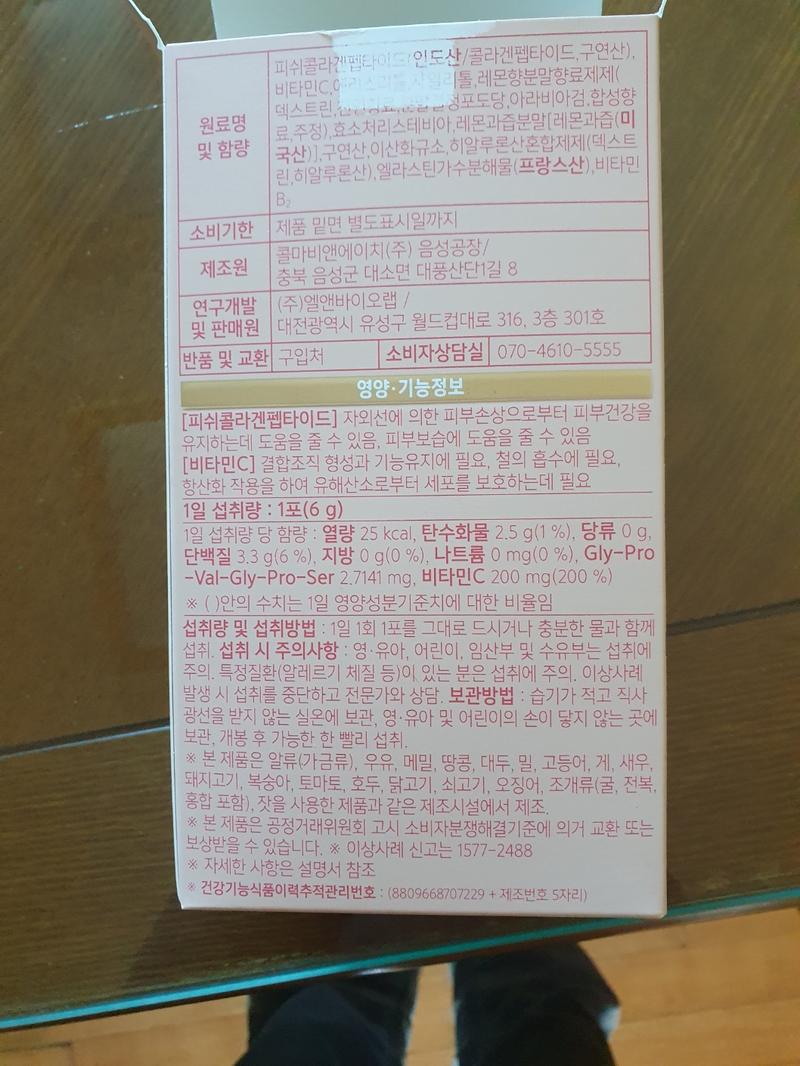 원료명
및 함량
피쉬콜라겐펩타이드(인도산/콜라겐펩타이드,구연산),
비타민C,에리스리톨,자일리톨,레몬향분말향료제제(
덱스트린,천연향료,포도당,아라비아검,합성향
료,주정),효소처리스테비아,레몬과즙분말[레몬과즙(미
국산)],구연산,이산화규소,히알루론산혼합제제(덱스트
린,히알루론산),엘라스틴가수분해물(프랑스산),비타민
B₂
소비기한 제품 밑면 별도표시일까지
제조원
콜마비앤에이치(주) 음성공장/
충북 음성군 대소면 대풍산단1길 8
연구개발
및 판매원
(주)엘앤바이오랩 /
대전광역시 유성구 월드컵대로 316, 3층 301호
반품 및 교환 구입처 소비자상담실 070-4610-5555
영양·기능정보
[피쉬콜라겐펩타이드] 자외선에 의한 피부손상으로부터 피부건강을
유지하는데 도움을 줄 수 있음, 피부보습에 도움을 줄 수 있음
[비타민C] 결합조직 형성과 기능유지에 필요, 철의 흡수에 필요,
항산화 작용을 하여 유해산소로부터 세포를 보호하는데 필요
1일 섭취량 : 1포(6 g)
1일 섭취량 당 함량 : 열량 25 kcal, 탄수화물 2.5 g(1 %), 당류 0 g,
단백질 3.3 g(6 %), 지방 0 g(0 %), 나트륨 0 mg(0 %), Gly-Pro
-Val-Gly-Pro-Ser 2.7141 mg, 비타민C 200 mg(200 %)
※ ( )안의 수치는 1일 영양성분기준치에 대한 비율임
섭취량 및 섭취방법 : 1일 1회 1포를 그대로 드시거나 충분한 물과 함께
섭취. 섭취 시 주의사항 : 영·유아, 어린이, 임산부 및 수유부는 섭취에
주의. 특정질환(알레르기 체질 등)이 있는 분은 섭취에 주의. 이상사례
발생 시 섭취를 중단하고 전문가와 상담. 보관방법 : 습기가 적고 직사
광선을 받지 않는 실온에 보관, 영·유아 및 어린이의 손이 닿지 않는 곳에
보관, 개봉 후 가능한 한 빨리 섭취.
※ 본 제품은 알류(가금류), 우유, 메밀, 땅콩, 대두, 밀, 고등어, 게, 새우,
돼지고기, 복숭아, 토마토, 호두, 닭고기, 쇠고기, 오징어, 조개류(굴, 전복,
홍합 포함), 잣을 사용한 제품과 같은 제조시설에서 제조.
※ 본 제품은 공정거래위원회 고시 소비자분쟁해결기준에 의거 교환 또는
보상받을 수 있습니다. ※ 이상사례 신고는 1577-2488
※ 자세한 사항은 설명서 참조
※ 건강기능식품이력추적관리번호 : (8809668707229 + 제조번호 5자리)